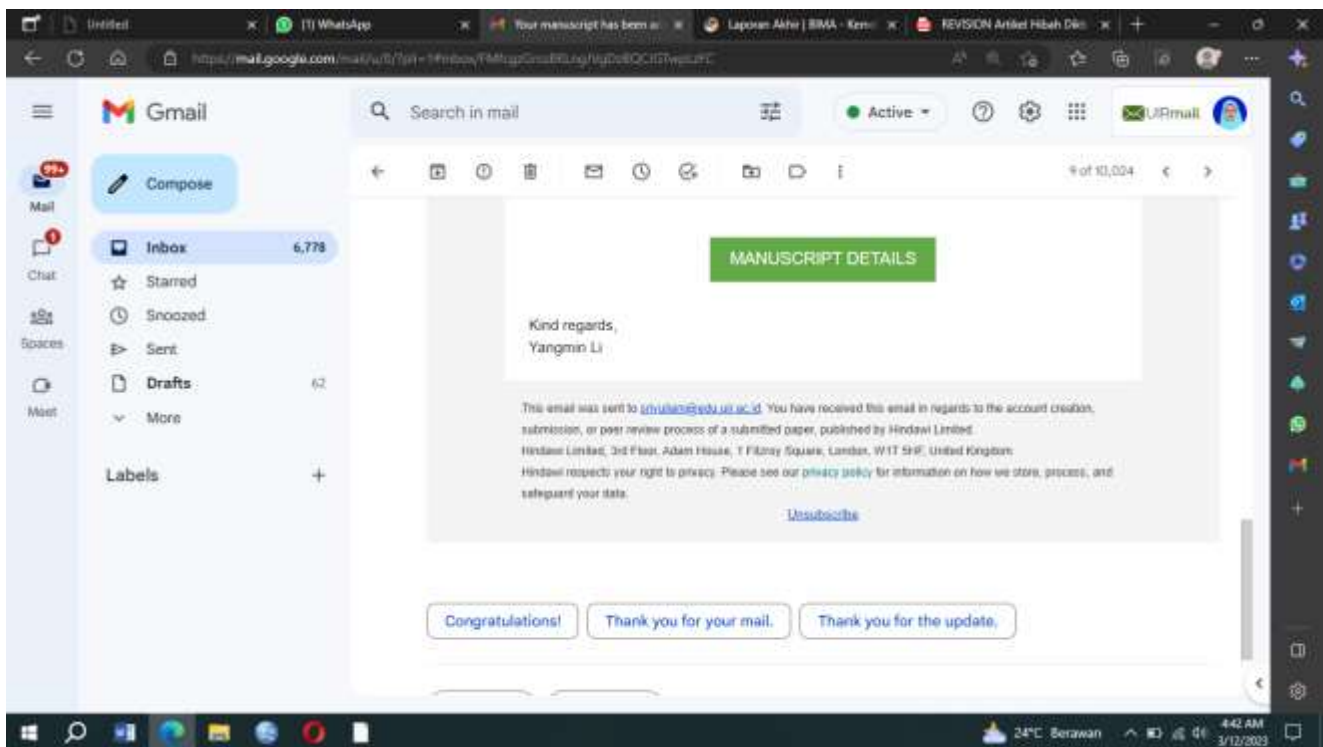 Untitled
(1) WhatsApp
Your manuscript has been
Laporan Akhir | BIMA - Kem
REVISION Artikel Hibah Dik
mail.google.com
Gmail
Search in mail
Active
UIRmail
99+
Mail
Compose
9 of 10,024
MANUSCRIPT DETAILS
Inbox 6,778
Chat
Starred
Snoozed
Kind regards,
Spaces
Sent
Yangmin Li
Meet
Drafts 62
More
This email was sent to You have received this email in regards to the account creation,
submission, or peer review process of a submitted paper, published by Hindawi Limited.
Hindawi Limited, 3rd Floor, Adam House, 1 Fitzroy Square, London, W1T 5HF, United Kingdom
Labels
Hindawi respects your right to privacy. Please see our privacy policy for information on how we store, process, and
safeguard your data.
Unsubscribe
Congratulations!
Thank you for your mail.
Thank you for the update.
24°C Berawan
4:42 AM
3/12/2023